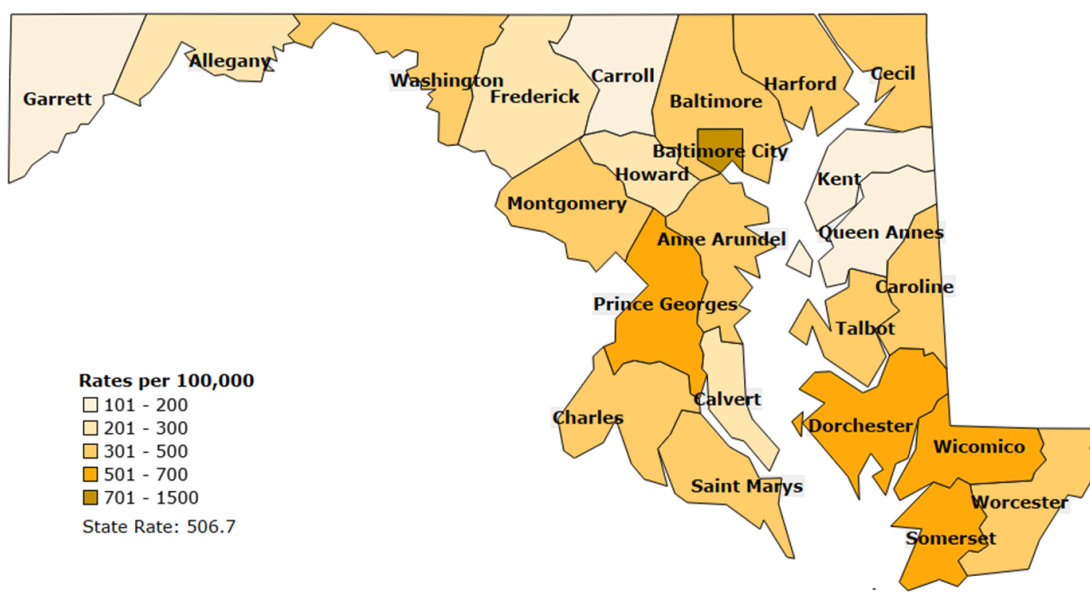 Garrett
Allegany
Washington
Frederick
Carroll
Baltimore
Harford
Cecil
Baltimore City
Howard
Kent
Montgomery
Anne Arundel
Queen Annes
Prince Georges
Caroline
Talbot
Calvert
Charles
Dorchester
Wicomico
Saint Marys
Worcester
Somerset
Rates per 100,000
101 - 200
201 - 300
301 - 500
501 - 700
701 - 1500
State Rate: 506.7